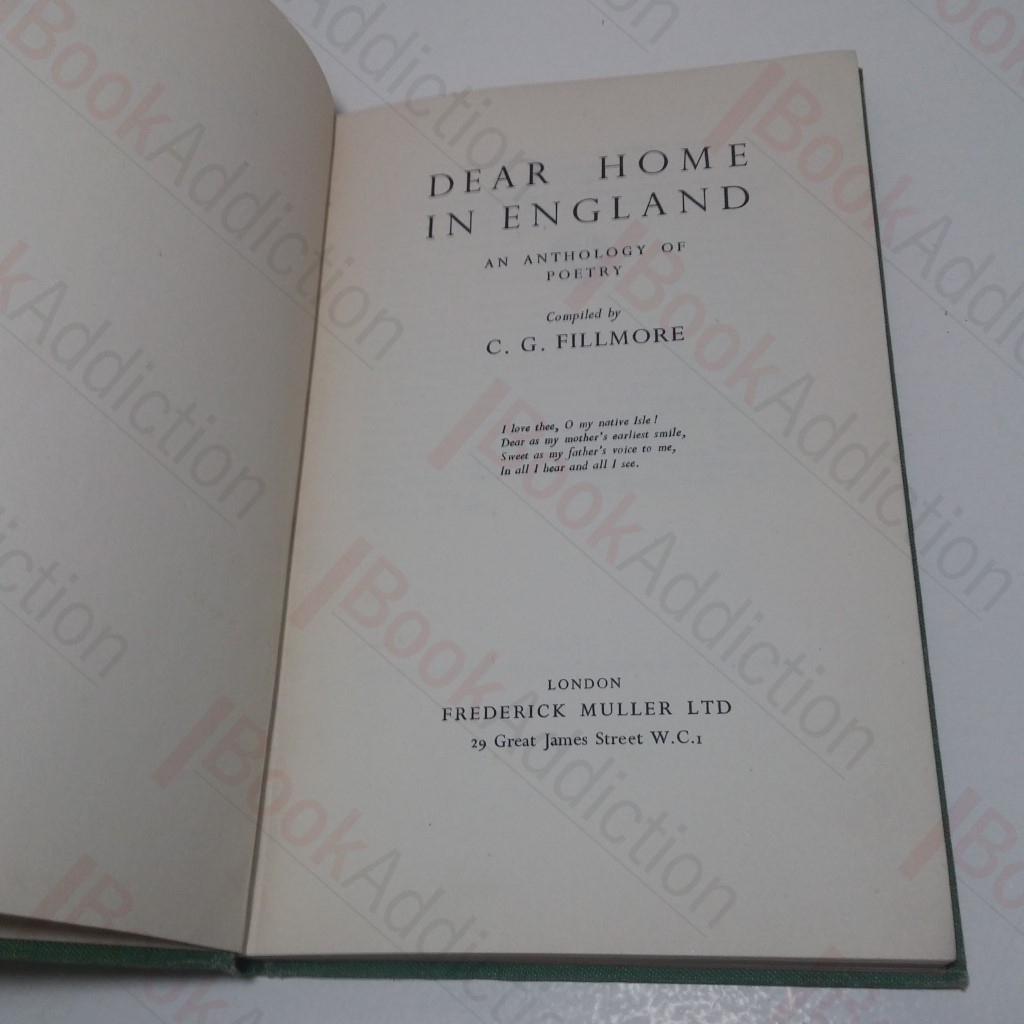 DEAR HOME
IN ENGLAND
AN ANTHOLOGY OF
POETRY
Compiled by
C. G. FILLMORE
I love thee, O my native Isle!
Dear as my mother's earliest smile,
Sweet as my father's voice to me,
In all I hear and all I see.
LONDON
FREDERICK MULLER LTD
29 Great James Street W.C.1
BookAddiction